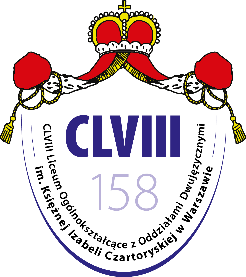 CLVIII
158
CLVIII Liceum Ogólnokształcące z Oddziałami Dwujęzycznymi
im. Księżnej Izabeli Czartoryskiej w Warszawie